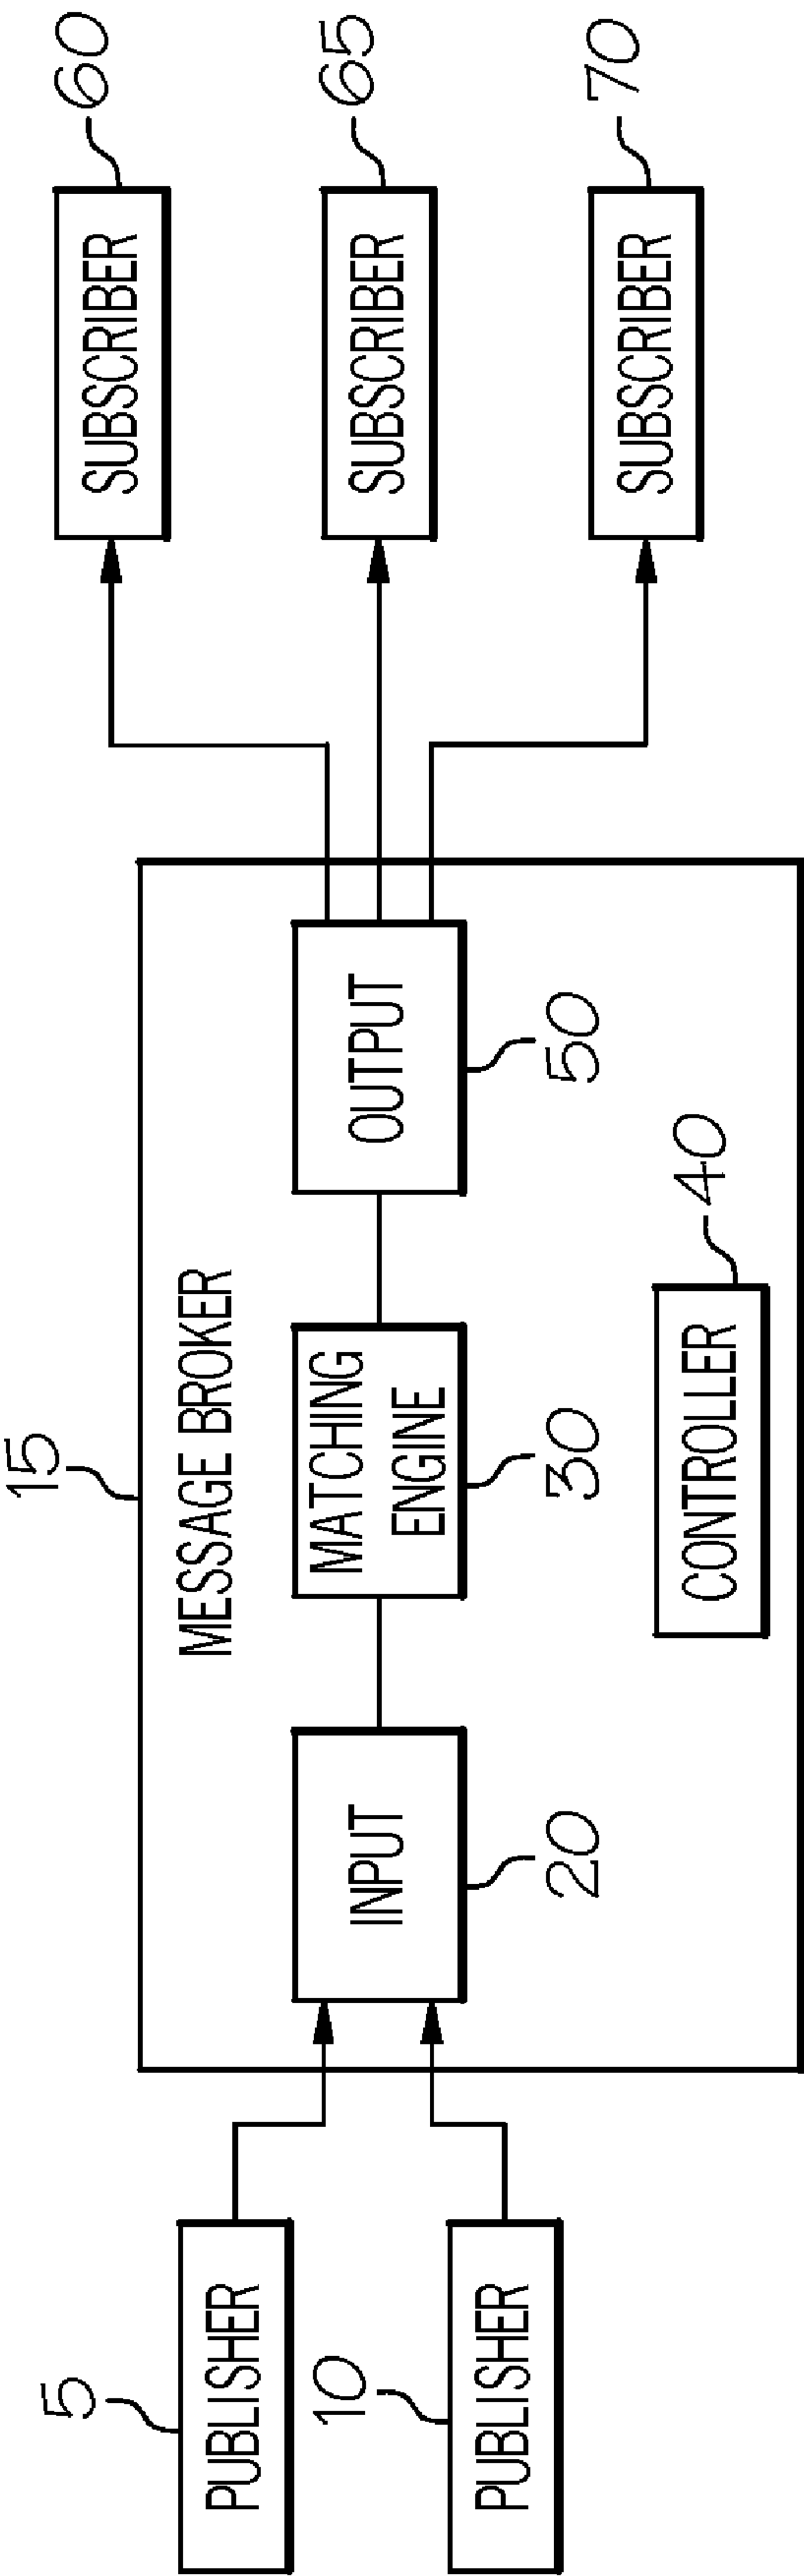 15
MESSAGE BROKER
5
PUBLISHER
10
PUBLISHER
INPUT
20
MATCHING
ENGINE
30
OUTPUT
50
CONTROLLER
40
SUBSCRIBER
60
SUBSCRIBER
65
SUBSCRIBER
70